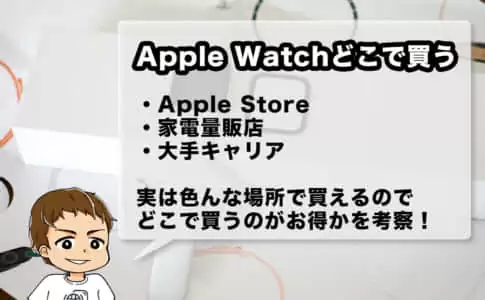 Apple Watchどこで買う
・Apple Store
・家電量販店
・大手キャリア
実は色んな場所で買えるので
どこで買うのがお得かを考察！